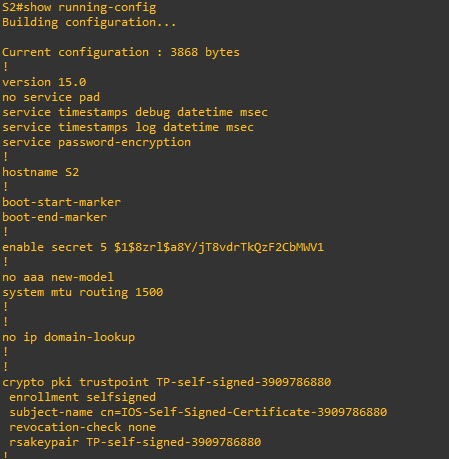 S2#show running-config
Building configuration...
Current configuration : 3868 bytes
!
version 15.0
no service pad
service timestamps debug datetime msec
service timestamps log datetime msec
service password-encryption
!
hostname S2
!
boot-start-marker
boot-end-marker
!
enable secret 5 $1$8zrl$a8Y/jT8vdrTkQzF2CbMWV1
!
no aaa new-model
system mtu routing 1500
!
!
no ip domain-lookup
!
!
crypto pki trustpoint TP-self-signed-3909786880
 enrollment selfsigned
 subject-name cn=IOS-Self-Signed-Certificate-3909786880
 revocation-check none
 rsakeypair TP-self-signed-3909786880
!